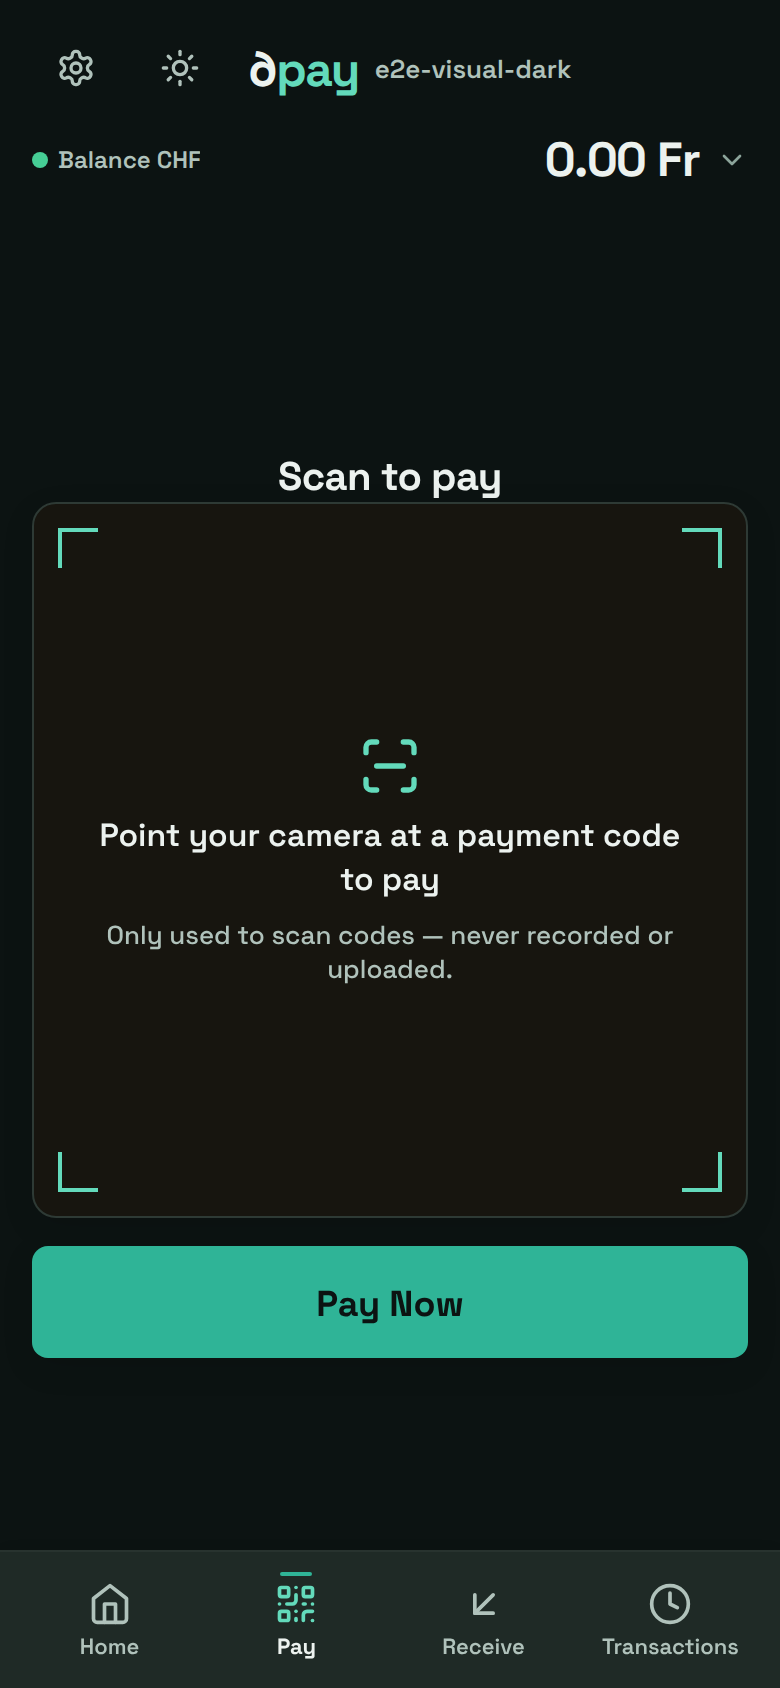 ∂pay e2e-visual-dark
Balance CHF
0.00 Fr
Scan to pay
Point your camera at a payment code
to pay
Only used to scan codes — never recorded or
uploaded.
Pay Now
Home
Pay
Receive
Transactions